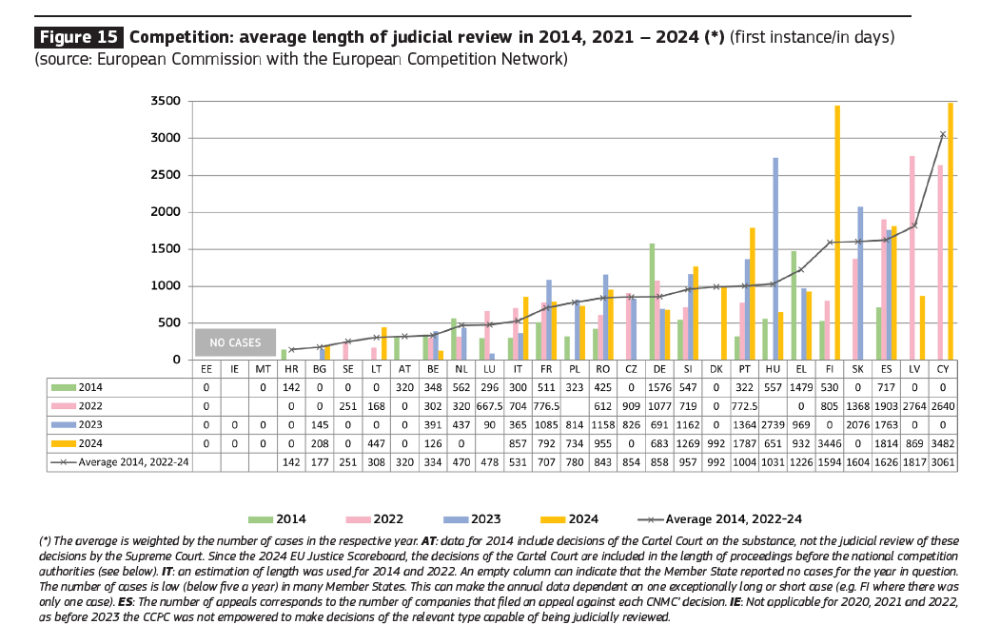 Figure 15 Competition: average length of judicial review in 2014, 2021 – 2024 (*) (first instance/in days)
(source: European Commission with the European Competition Network)
3500
3000
2500
2000
1500
1000
500
0
NO CASES
EE IE MT HR BG SE LT AT BE NL LU IT FR PL RO CZ DE SI DK PT HU EL FI SK ES LV CY
2014 0 0 142 0 0 0 320 348 562 296 300 511 323 425 0 1576 547 322 557 1479 530 0 717 0 0
2022 0 0 0 251 168 0 302 320 667.5 704 776.5 612 909 1077 719 0 772.5 0 805 1368 1903 2764 2640
2023 0 0 0 145 0 391 437 90 365 1085 814 1158 826 691 1162 0 1364 2739 969 0 2076 1763 0
2024 0 0 0 208 447 0 126 0 857 792 734 955 0 683 1269 992 1787 651 932 3446 0 1814 869 3482
Average 2014, 2022-24 142 177 251 308 320 334 470 478 531 707 780 843 854 858 957 992 1004 1031 1226 1594 1604 1626 1817 3061
2014 2022 2023 2024 Average 2014, 2022-24
(*) The average is weighted by the number of cases in the respective year. AT: data for 2014 include decisions of the Cartel Court on the substance, not the judicial review of these
decisions by the Supreme Court. Since the 2024 EU Justice Scoreboard, the decisions of the Cartel Court are included in the length of proceedings before the national competition
authorities (see below). IT: an estimation of length was used for 2014 and 2022. An empty column can indicate that the Member State reported no cases for the year in question.
The number of cases is low (below five a year) in many Member States. This can make the annual data dependent on one exceptionally long or short case (e.g. FI where there was
only one case). ES: The number of appeals corresponds to the number of companies that filed an appeal against each CNMC' decision. IE: Not applicable for 2020, 2021 and 2022,
as before 2023 the CCPC was not empowered to make decisions of the relevant type capable of being judicially reviewed.